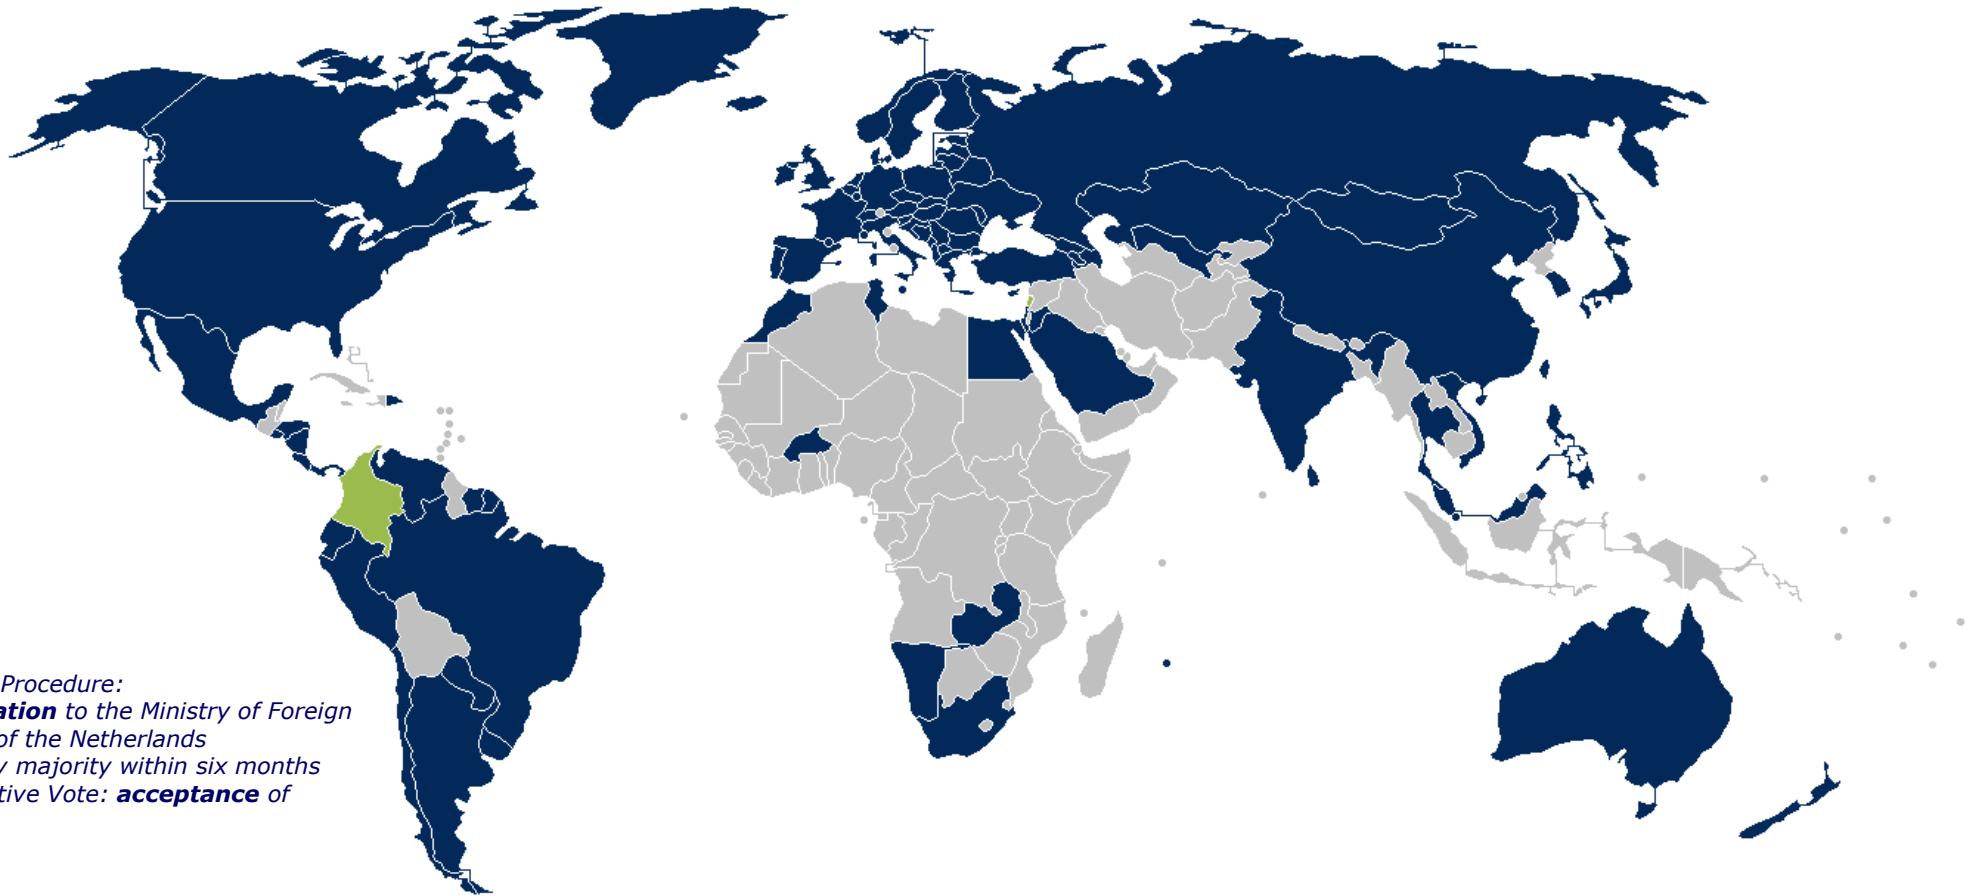 Procedure:
ation to the Ministry of Foreign
of the Netherlands
y majority within six months
tive Vote: acceptance of